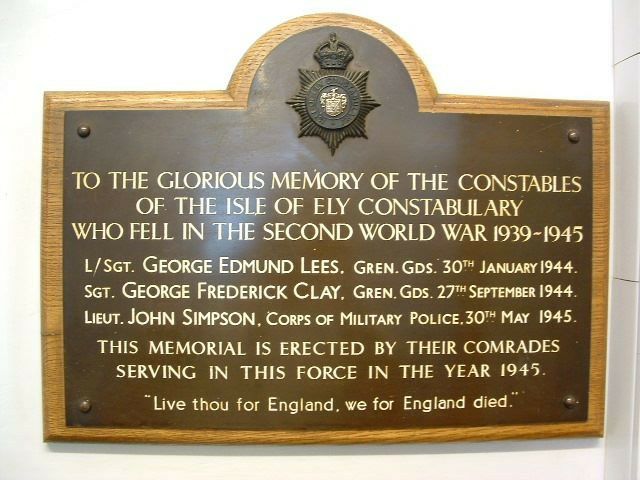 TO THE GLORIOUS MEMORY OF THE CONSTABLES
OF THE ISLE OF ELY CONSTABULARY
WHO FELL IN THE SECOND WORLD WAR 1939~1945
L/SGT. GEORGE EDMUND LEES, GREN. GDS. 30TH JANUARY 1944.
SGT. GEORGE FREDERICK CLAY, GREN. GDS. 27TH SEPTEMBER 1944.
LIEUT. JOHN SIMPSON, CORPS OF MILITARY POLICE, 30TH MAY 1945.
THIS MEMORIAL IS ERECTED BY THEIR COMRADES
SERVING IN THIS FORCE IN THE YEAR 1945.
"Live thou for England, we for England died."